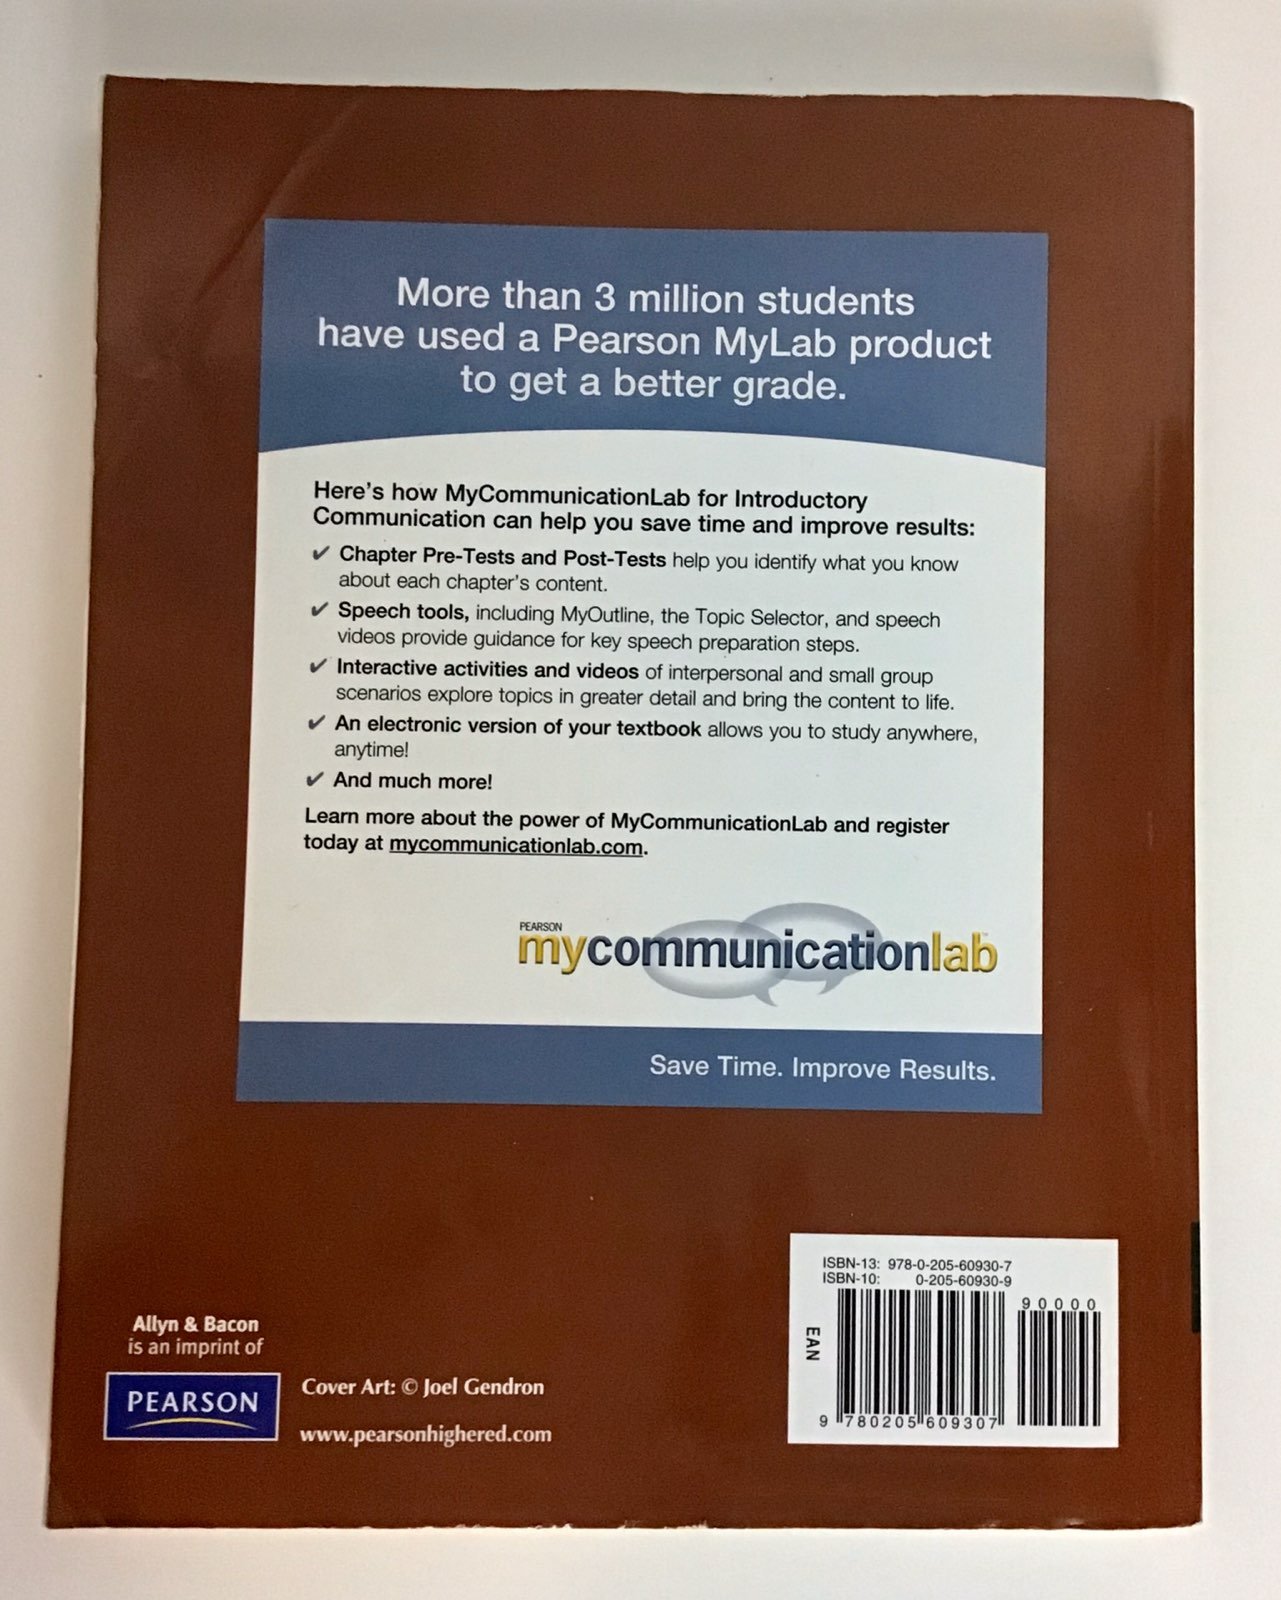 More than 3 million students
have used a Pearson MyLab product
to get a better grade.
Here's how MyCommunicationLab for Introductory
Communication can help you save time and improve results:
✔ Chapter Pre-Tests and Post-Tests help you identify what you know
about each chapter's content.
✔ Speech tools, including MyOutline, the Topic Selector, and speech
videos provide guidance for key speech preparation steps.
✔ Interactive activities and videos of interpersonal and small group
scenarios explore topics in greater detail and bring the content to life.
✔ An electronic version of your textbook allows you to study anywhere,
anytime!
✔ And much more!
Learn more about the power of MyCommunicationLab and register
today at mycommunicationlab.com.
PEARSON
mycommunicationlab™
Save Time. Improve Results.
Allyn & Bacon
is an imprint of
PEARSON
Cover Art: © Joel Gendron
www.pearsonhighered.com
ISBN-13: 978-0-205-60930-7
ISBN-10: 0-205-60930-9
90000
EAN
9 780205 609307